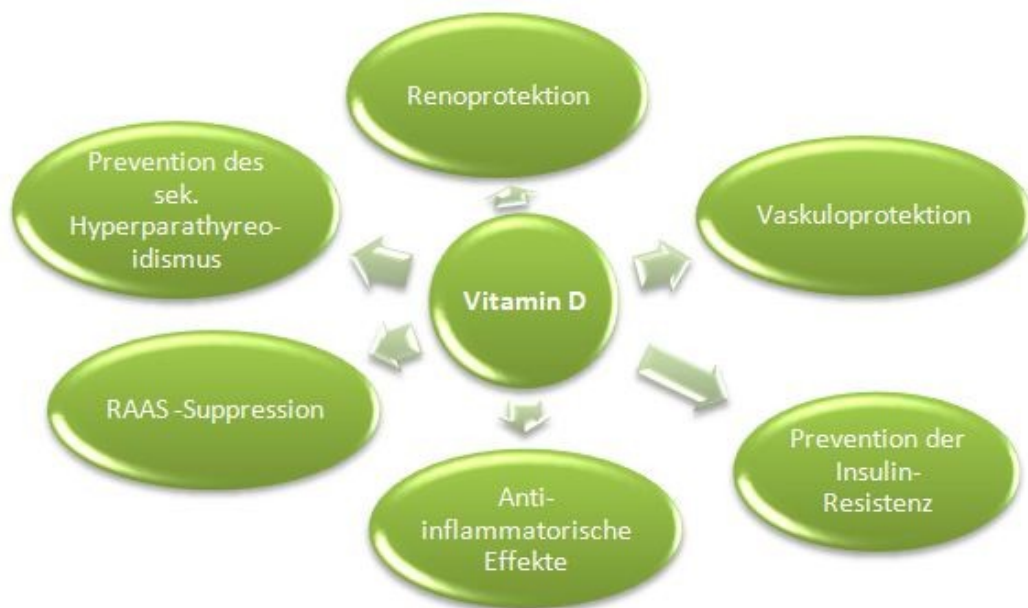 Renoprotektion
Prevention des
sek.
Hyperparathyreo-
idismus
Vaskuloprotektion
Vitamin D
RAAS -Suppression
Prevention der
Insulin-
Resistenz
Anti-
inflammatorische
Effekte